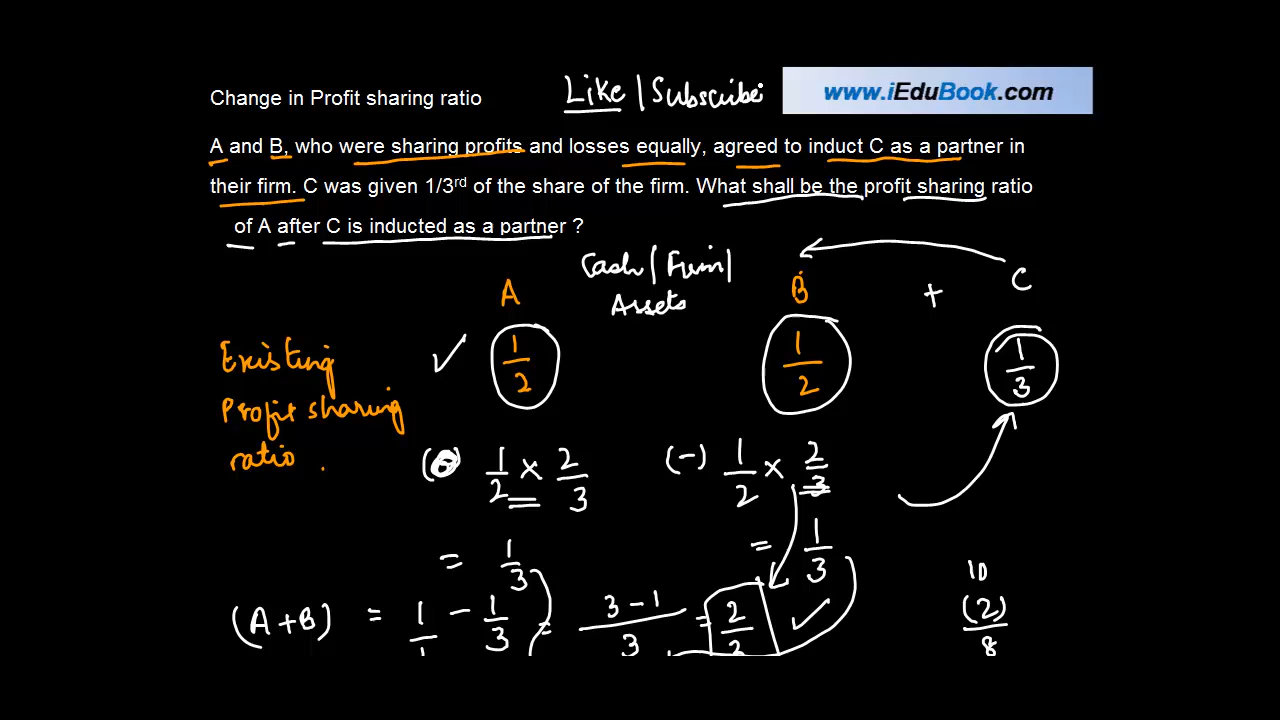 Change in Profit sharing ratio
Like | Subscribe
www.iEduBook.com
A and B, who were sharing profits and losses equally, agreed to induct C as a partner in
their firm. C was given 1/3rd of the share of the firm. What shall be the profit sharing ratio
of A after C is inducted as a partner ?
Cash | Firm |
Assets
A B + C
Existing
Profit sharing
ratio .
1/2 1/2 1/3
1/2 × 2/3 (-) 1/2 × 2/3
= 1/3 = 1/3
(A+B) = 1/1 - 1/3 = 3-1/3 = 2/3
10
(2)/8